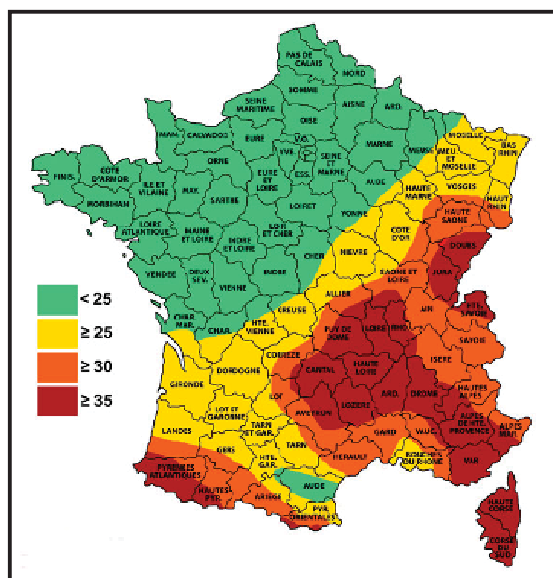 PAS DE
CALAIS
NORD
SOMME
SEINE
MARITIME
AISNE
ARD.
OISE
MAN.
CALVADOS
EURE
V.O.
MARNE
MEUSE
MOSELLE
MEU.
ET
MOSELLE
BAS
RHIN
ORNE
YVE.
ESS.
SEINE
ET
MARNE
FINIS.
COTE
D'ARMOR
ILE ET
VILAINE
MAY.
EURE
ET
LOIRE
AUBE
HAUTE
MARNE
VOSGES
HAUT
RHIN
MORBIHAN
SARTHE
LOIRET
YONNE
HAUTE
SAONE
LOIRE
ATLANTIQUE
MAINE
ET LOIRE
INDRE
ET LOIRE
LOIR
ET CHER
COTE
D'OR
DOUBS
CHER
NIEVRE
JURA
VENDEE
DEUX
SEV.
VIENNE
INDRE
SAONE ET
LOIRE
ALLIER
< 25
HTE.
SAVOIE
CHAR.
MAR.
CHAR.
HTE.
VIENNE
CREUSE
PUY DE
DOME
LOIRE
RHO.
AIN
≥ 25
SAVOIE
CORREZE
ISERE
DORDOGNE
CANTAL
HAUTE
LOIRE
≥ 30
GIRONDE
LOT
ARD.
DROME
HAUTES
ALPES
≥ 35
LOT ET
GARONNE
AVEYRON
LOZERE
LANDES
TARN
ET GAR.
TARN
GARD
VAUC.
ALPES
DE HTE.
PROVENCE
ALPES
MAR.
GERS
HTE.
GAR.
HERAULT
BOUCHES
DU RHONE
VAR
PYRENEES
ATLANTIQUES
HAUTES
PYR.
ARIEGE
AUDE
PYR.
ORIENTALES
HAUTE
CORSE
CORSE
DU
SUD